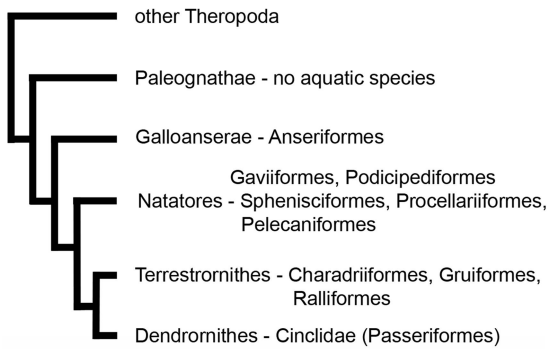 other Theropoda
Paleognathae - no aquatic species
Galloanserae - Anseriformes
Gaviiformes, Podicipediformes
Natatores - Sphenisciformes, Procellariiformes,
Pelecaniformes
Terrestrornithes - Charadriiformes, Gruiformes,
Ralliformes
Dendrornithes - Cinclidae (Passeriformes)